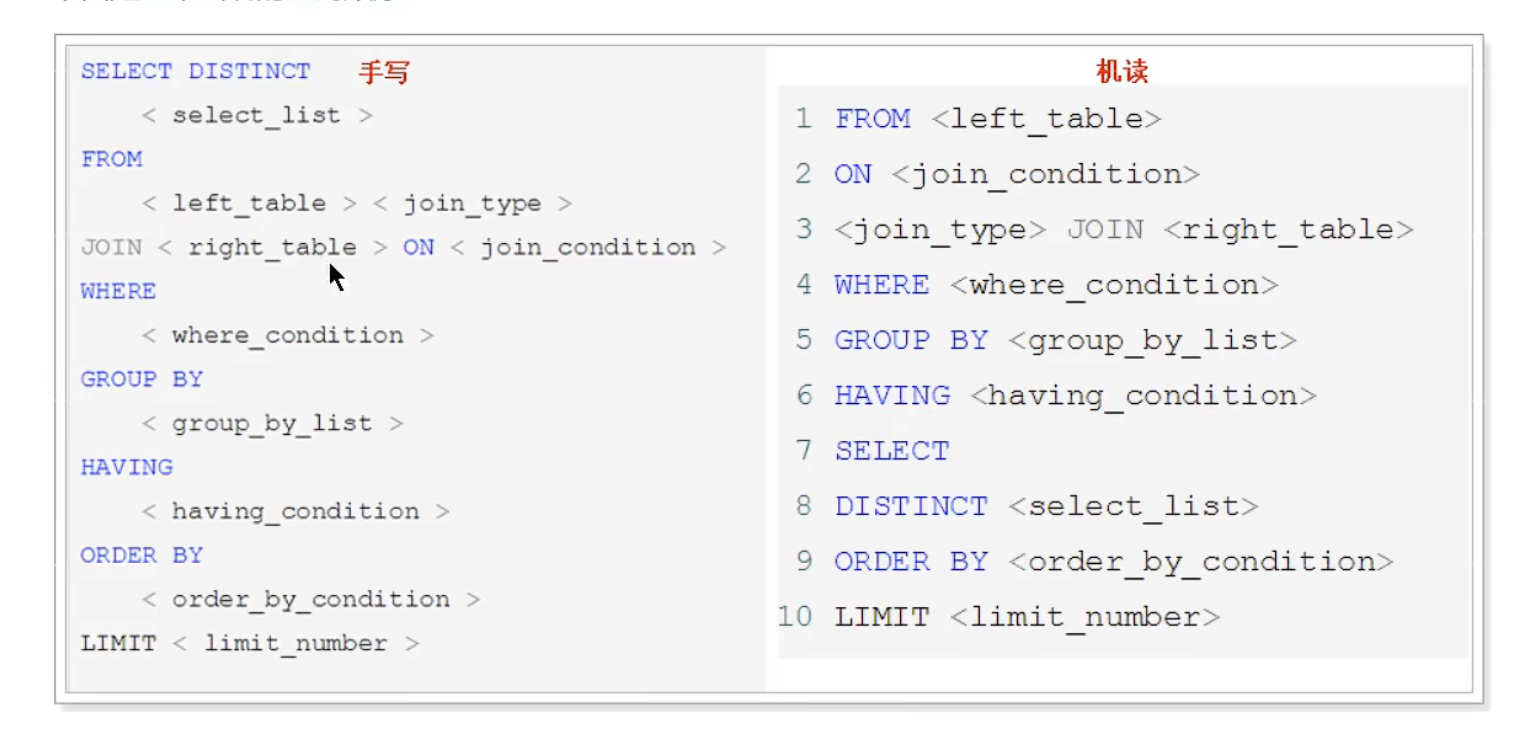 SELECT DISTINCT 手写
< select_list >
FROM
< left_table > < join_type >
JOIN < right_table > ON < join_condition >
WHERE
< where_condition >
GROUP BY
< group_by_list >
HAVING
< having_condition >
ORDER BY
< order_by_condition >
LIMIT < limit_number >
机读
1 FROM <left_table>
2 ON <join_condition>
3 <join_type> JOIN <right_table>
4 WHERE <where_condition>
5 GROUP BY <group_by_list>
6 HAVING <having_condition>
7 SELECT
8 DISTINCT <select_list>
9 ORDER BY <order_by_condition>
10 LIMIT <limit_number>